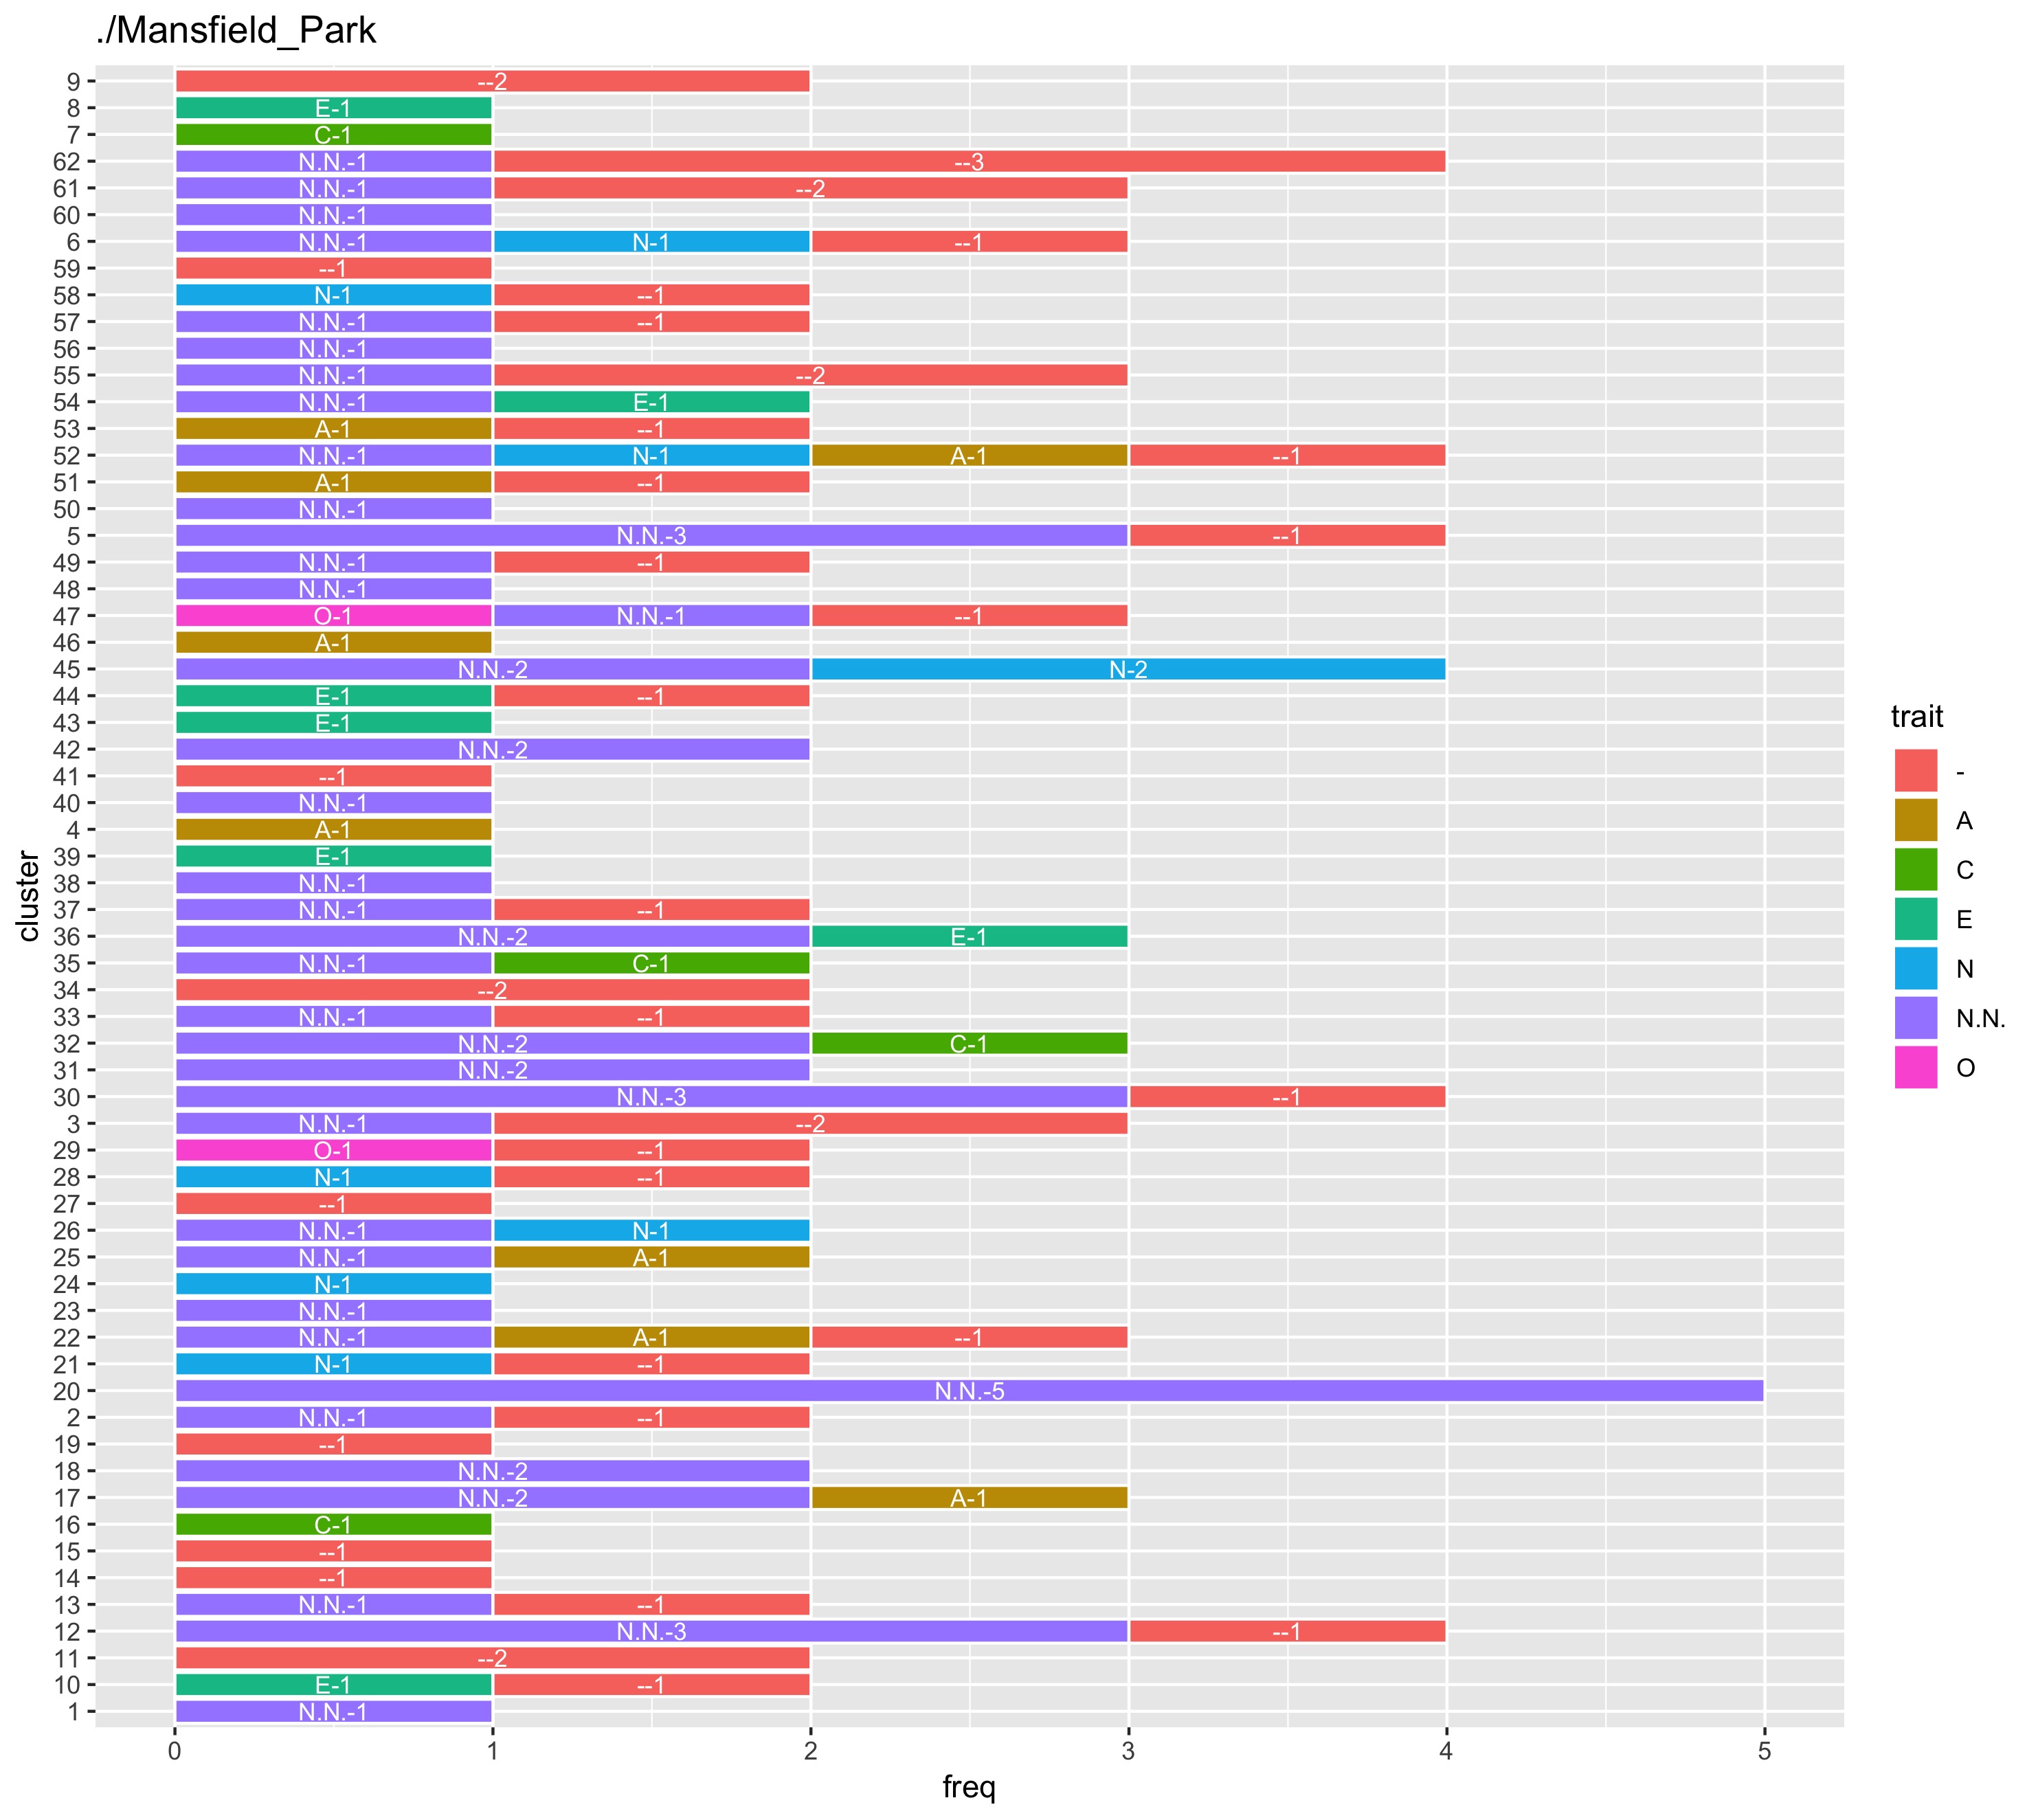 ./Mansfield_Park
9 --2
8 E-1
7 C-1
62 N.N.-1 --3
61 N.N.-1 --2
60 N.N.-1
6 N.N.-1 N-1 --1
59 --1
58 N-1 --1
57 N.N.-1 --1
56 N.N.-1
55 N.N.-1 --2
54 N.N.-1 E-1
53 A-1 --1
52 N.N.-1 N-1 A-1 --1
51 A-1 --1
50 N.N.-1
5 N.N.-3 --1
49 N.N.-1 --1
48 N.N.-1
47 O-1 N.N.-1 --1
46 A-1
45 N.N.-2 N-2
44 E-1 --1
43 E-1
42 N.N.-2
41 --1
40 N.N.-1
4 A-1
39 E-1
38 N.N.-1
37 N.N.-1 --1
36 N.N.-2 E-1
35 N.N.-1 C-1
34 --2
33 N.N.-1 --1
32 N.N.-2 C-1
31 N.N.-2
30 N.N.-3 --1
3 N.N.-1 --2
29 O-1 --1
28 N-1 --1
27 --1
26 N.N.-1 N-1
25 N.N.-1 A-1
24 N-1
23 N.N.-1
22 N.N.-1 A-1 --1
21 N-1 --1
20 N.N.-5
2 N.N.-1 --1
19 --1
18 N.N.-2
17 N.N.-2 A-1
16 C-1
15 --1
14 --1
13 N.N.-1 --1
12 N.N.-3 --1
11 --2
10 E-1 --1
1 N.N.-1
0 1 2 3 4 5
freq
cluster
trait
-
A
C
E
N
N.N.
O